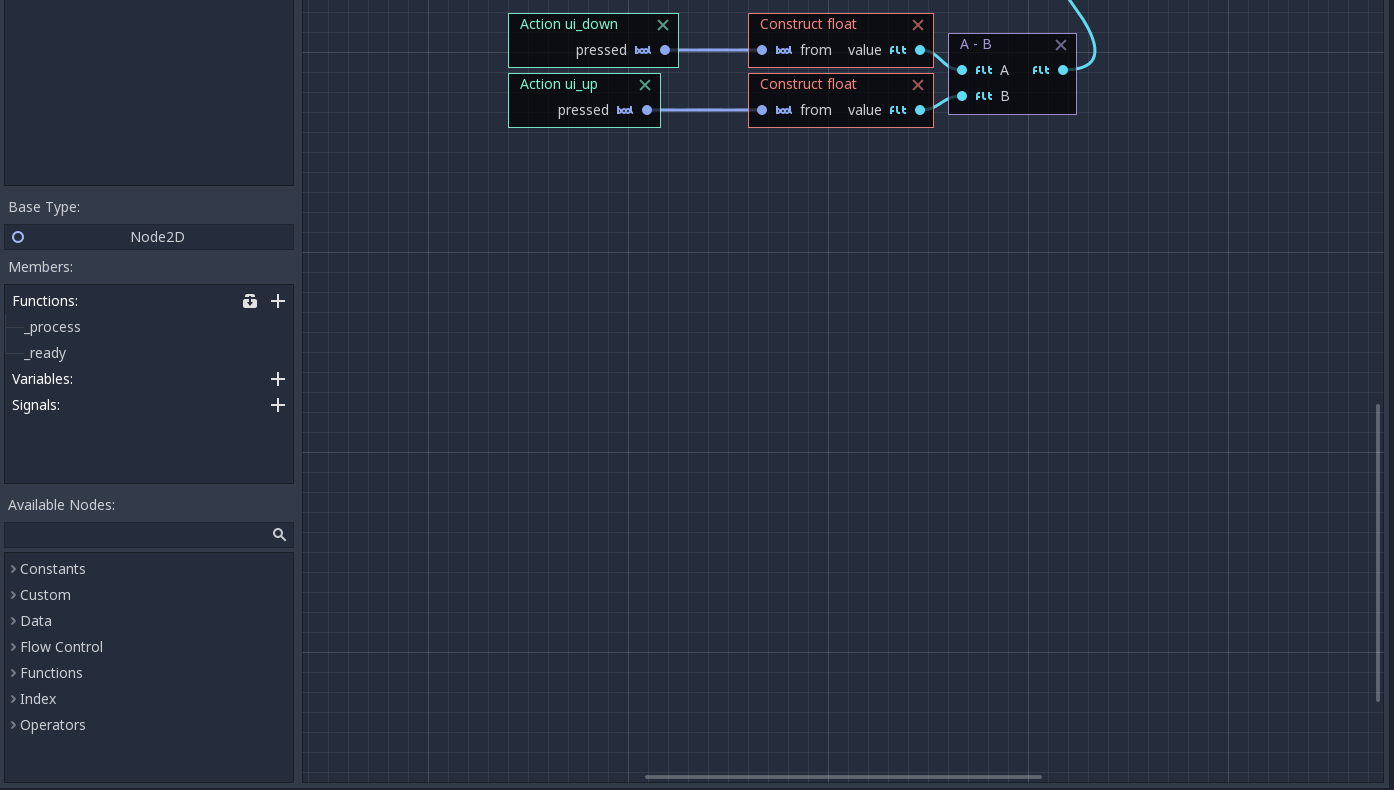 Action ui_down
Construct float
pressed bool
bool from value Flt
A - B
Flt A Flt
Flt B
Action ui_up
Construct float
pressed bool
bool from value Flt
Base Type:
Node2D
Members:
Functions:
_process
_ready
Variables:
Signals:
Available Nodes:
Constants
Custom
Data
Flow Control
Functions
Index
Operators